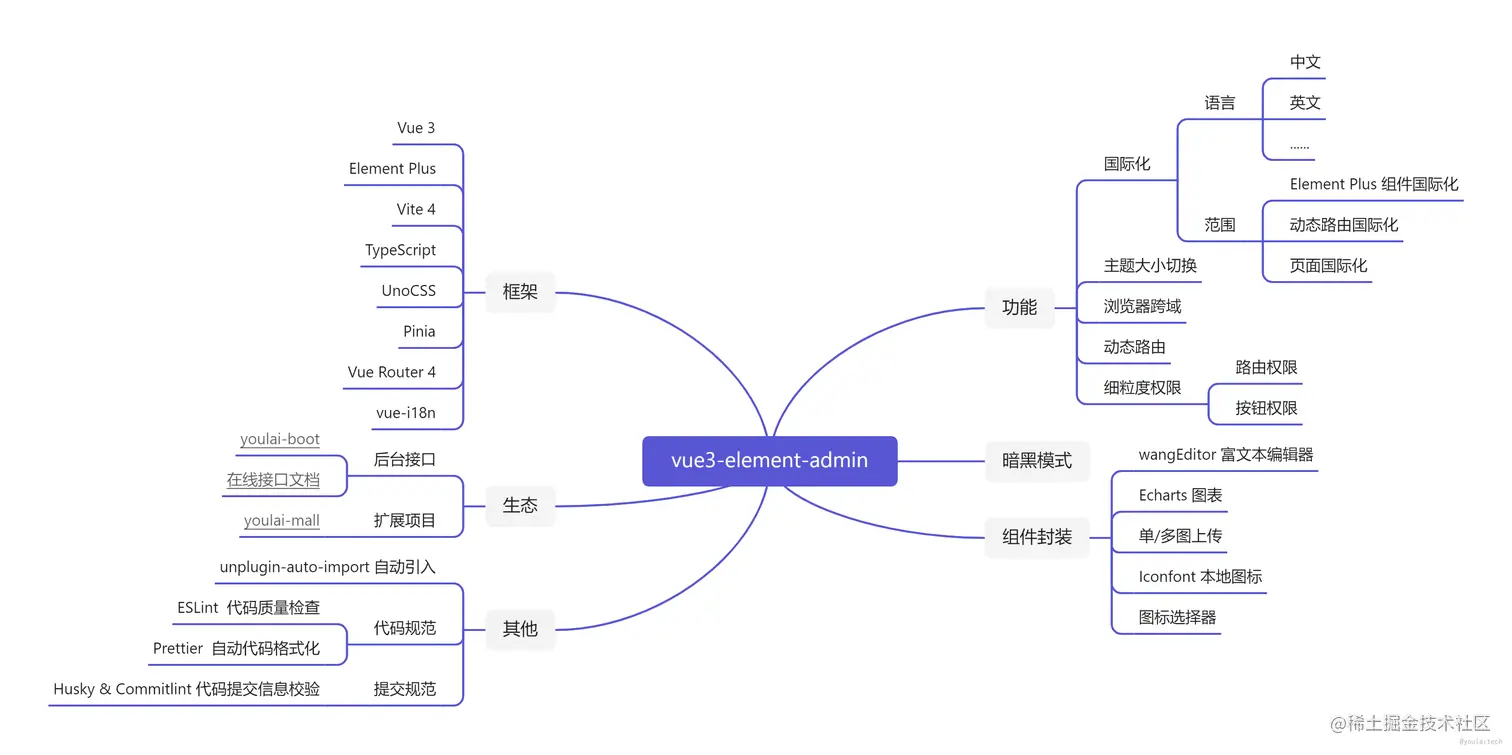 vue3-element-admin
框架
Vue 3
Element Plus
Vite 4
TypeScript
UnoCSS
Pinia
Vue Router 4
vue-i18n
生态
后台接口
youlai-boot
在线接口文档
扩展项目
youlai-mall
其他
unplugin-auto-import 自动引入
代码规范
ESLint 代码质量检查
Prettier 自动代码格式化
提交规范
Husky & Commitlint 代码提交信息校验
功能
国际化
语言
中文
英文
......
范围
Element Plus 组件国际化
动态路由国际化
页面国际化
主题大小切换
浏览器跨域
动态路由
细粒度权限
路由权限
按钮权限
暗黑模式
组件封装
wangEditor 富文本编辑器
Echarts 图表
单/多图上传
Iconfont 本地图标
图标选择器
@稀土掘金技术社区
@youlai:tech